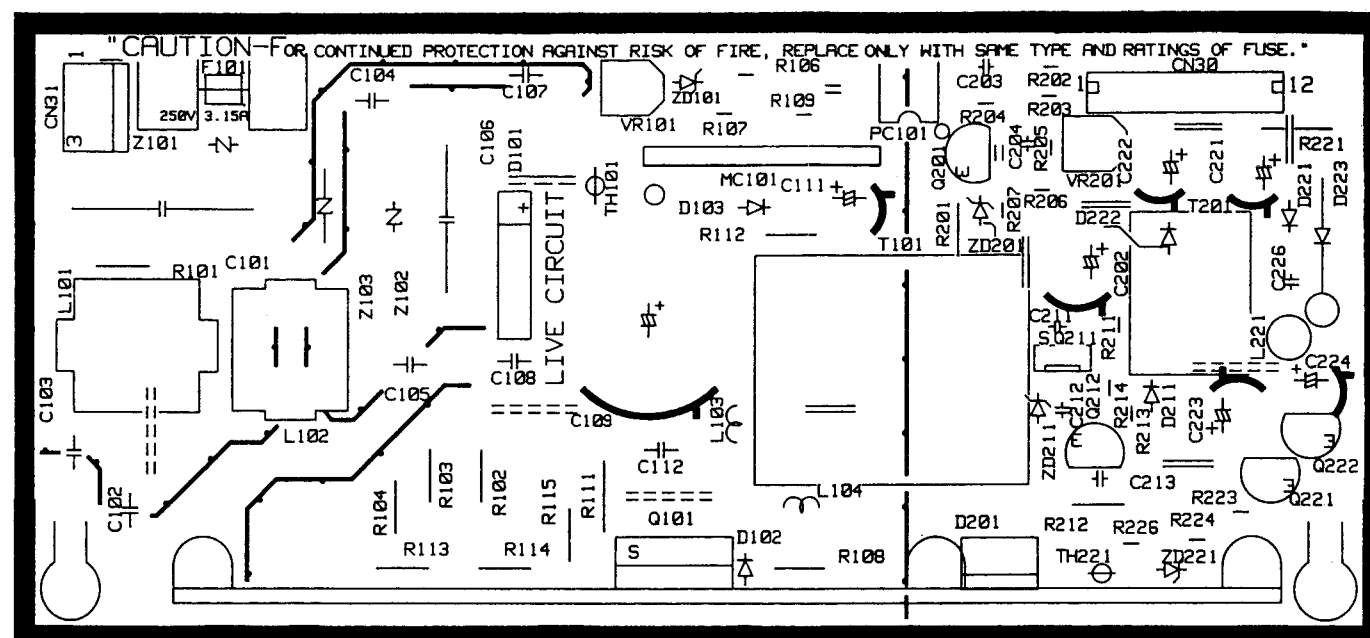 "CAUTION-FOR CONTINUED PROTECTION AGAINST RISK OF FIRE, REPLACE ONLY WITH SAME TYPE AND RATINGS OF FUSE."
CN31
1
3
F101
250V 3.15A
Z101
C104
C107
C106
D101
TH101
VR101
ZD101
R106
R109
R107
PC101
MC101
C111
D103
R112
T101
C203
R202
R203
R204
C204
R205
Q201
E
R201
R207
R206
ZD201
CN30
1
12
VR201
C222
C221
R221
D221
D223
D222
T201
C226
C202
L101
R101
C101
Z103
Z102
LIVE CIRCUIT
+
+
+
+
+
+
+
+
C103
L102
C105
C108
C109
L103
C112
C211
S Q211
R211
L221
C224
C212
Q212
R214
R213
D211
C223
ZD211
E
E
E
Q222
Q221
C102
R104
R103
R102
R115
R111
Q101
S
L104
C213
R223
R113
R114
D102
R108
D201
R212
R226
R224
TH221
ZD221